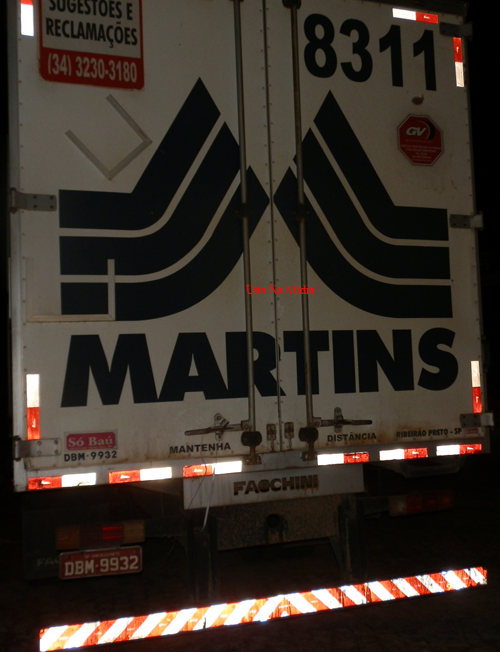 SUGESTÕES E
RECLAMAÇÕES
(34) 3230-3180
8311
GV
MARTINS
Só Baú
DBM-9932
MANTENHA
DISTÂNCIA
RIBEIRÃO PRETO - SP
FACCHINI
DBM-9932